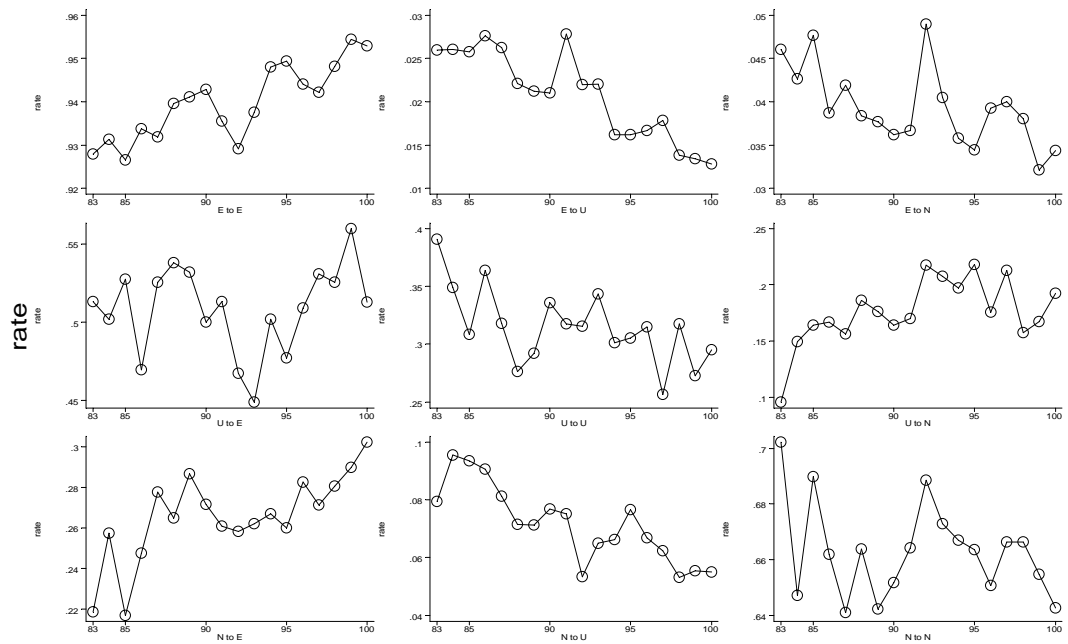 rate
rate
.96
.95
.94
.93
.92
83 85 90 95 100
E to E
rate
.03
.025
.02
.015
.01
83 85 90 95 100
E to U
rate
.05
.045
.04
.035
.03
83 85 90 95 100
E to N
rate
.55
.5
.45
83 85 90 95 100
U to E
rate
.4
.35
.3
.25
83 85 90 95 100
U to U
rate
.25
.2
.15
.1
83 85 90 95 100
U to N
rate
.3
.28
.26
.24
.22
83 85 90 95 100
N to E
rate
.1
.08
.06
.04
83 85 90 95 100
N to U
rate
.7
.68
.66
.64
83 85 90 95 100
N to N